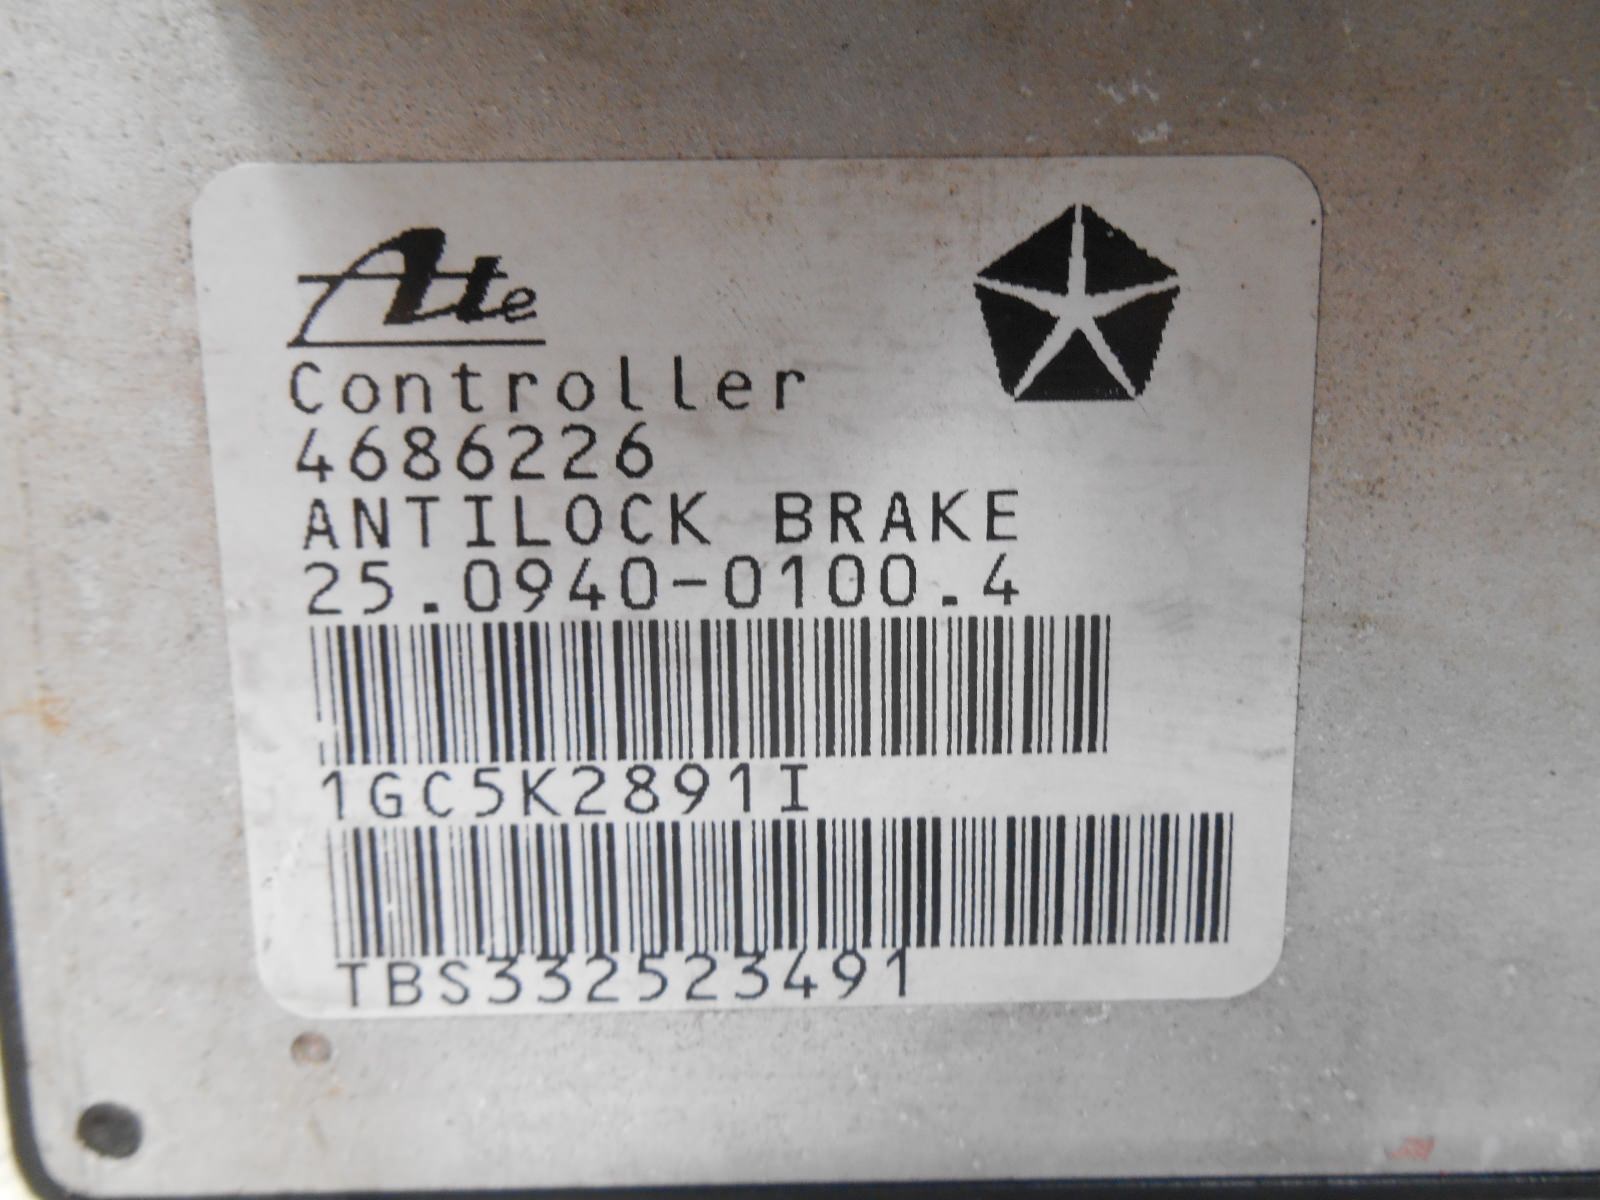 Ate
Controller
4686226
ANTILOCK BRAKE
25.0940-0100.4
1GC5K2891I
TBS332523491